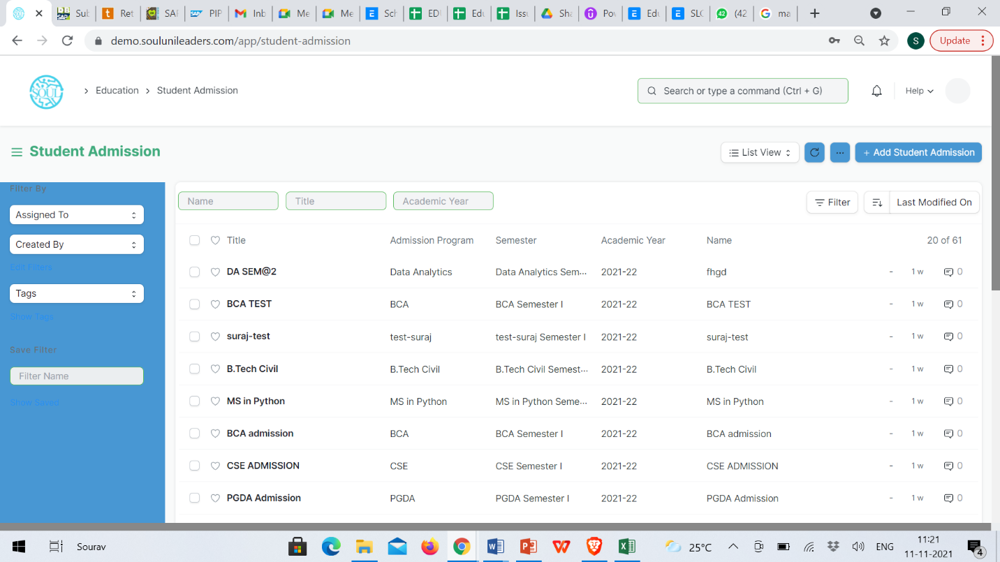 Sub
Ret
SAI
PIP
Inb
Me
Me
Sch
EDI
Edu
Issu
Sha
Pov
Edu
SLC
(42
ma
demo.soulunileaders.com/app/student-admission
S
Update
SOUL
Education
Student Admission
Search or type a command (Ctrl + G)
Help
Student Admission
List View
+ Add Student Admission
Filter By
Assigned To
Created By
Edit Filters
Tags
Show Tags
Save Filter
Filter Name
Show Saved
Name Title Academic Year
Filter
Last Modified On
Title Admission Program Semester Academic Year Name 20 of 61
DA SEM@2 Data Analytics Data Analytics Sem... 2021-22 fhgd - 1 w 0
BCA TEST BCA BCA Semester I 2021-22 BCA TEST - 1 w 0
suraj-test test-suraj test-suraj Semester I 2021-22 suraj-test - 1 w 0
B.Tech Civil B.Tech Civil B.Tech Civil Semest... 2021-22 B.Tech Civil - 1 w 0
MS in Python MS in Python MS in Python Seme... 2021-22 MS in Python - 1 w 0
BCA admission BCA BCA Semester I 2021-22 BCA admission - 1 w 0
CSE ADMISSION CSE CSE Semester I 2021-22 CSE ADMISSION - 1 w 0
PGDA Admission PGDA PGDA Semester I 2021-22 PGDA Admission - 1 w 0
Sourav
25°C
ENG
11:21
11-11-2021
4